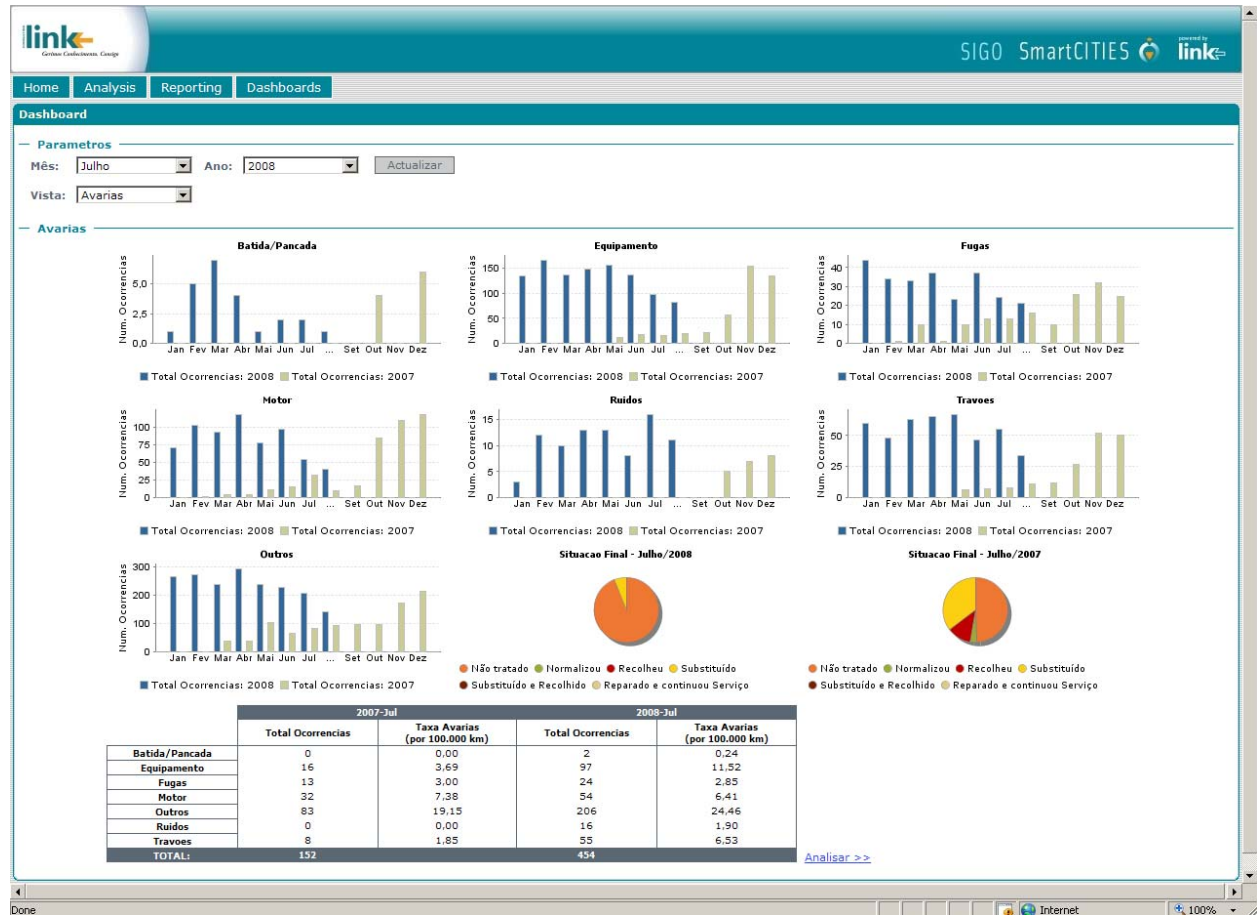 link
Gerimos Conhecimento. Consigo
SIGO SmartCITIES powered by link
Home Analysis Reporting Dashboards
Dashboard
Parametros
Mês: Julho Ano: 2008 Actualizar
Vista: Avarias
Avarias
Batida/Pancada
Num. Ocorrencias
5,0
2,5
0,0
Jan Fev Mar Abr Mai Jun Jul ... Set Out Nov Dez
Total Ocorrencias: 2008 Total Ocorrencias: 2007
Equipamento
Num. Ocorrencias
150
100
50
0
Jan Fev Mar Abr Mai Jun Jul ... Set Out Nov Dez
Total Ocorrencias: 2008 Total Ocorrencias: 2007
Fugas
Num. Ocorrencias
40
30
20
10
0
Jan Fev Mar Abr Mai Jun Jul ... Set Out Nov Dez
Total Ocorrencias: 2008 Total Ocorrencias: 2007
Motor
Num. Ocorrencias
100
75
50
25
0
Jan Fev Mar Abr Mai Jun Jul ... Set Out Nov Dez
Total Ocorrencias: 2008 Total Ocorrencias: 2007
Ruidos
Num. Ocorrencias
15
10
5
0
Jan Fev Mar Abr Mai Jun Jul ... Set Out Nov Dez
Total Ocorrencias: 2008 Total Ocorrencias: 2007
Travoes
Num. Ocorrencias
50
25
0
Jan Fev Mar Abr Mai Jun Jul ... Set Out Nov Dez
Total Ocorrencias: 2008 Total Ocorrencias: 2007
Outros
Num. Ocorrencias
300
200
100
0
Jan Fev Mar Abr Mai Jun Jul ... Set Out Nov Dez
Total Ocorrencias: 2008 Total Ocorrencias: 2007
Situacao Final - Julho/2008
Não tratado Normalizou Recolheu Substituído
Substituído e Recolhido Reparado e continuou Serviço
Situacao Final - Julho/2007
Não tratado Normalizou Recolheu Substituído
Substituído e Recolhido Reparado e continuou Serviço
2007-Jul 2008-Jul
Total Ocorrencias Taxa Avarias (por 100.000 km) Total Ocorrencias Taxa Avarias (por 100.000 km)
Batida/Pancada 0 0,00 2 0,24
Equipamento 16 3,69 97 11,52
Fugas 13 3,00 24 2,85
Motor 32 7,38 54 6,41
Outros 83 19,15 206 24,46
Ruidos 0 0,00 16 1,90
Travoes 8 1,85 55 6,53
TOTAL: 152 454
Analisar >>
Done Internet 100%